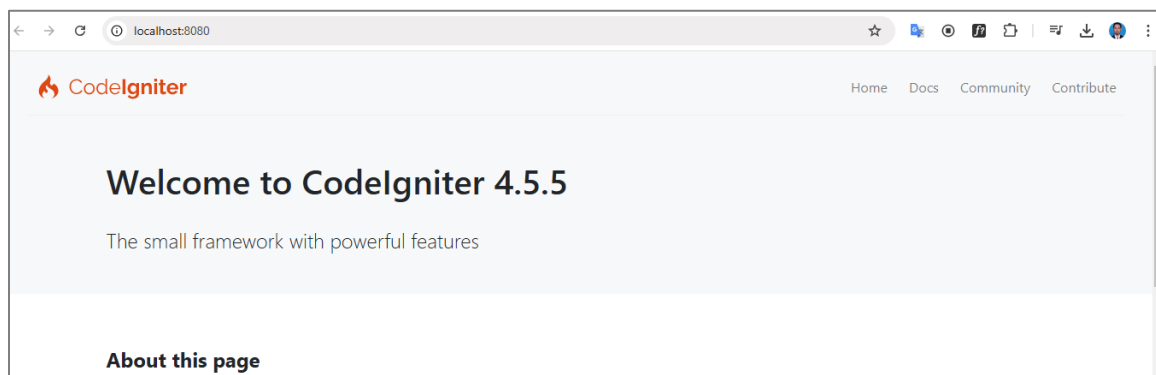 localhost:8080
CodeIgniter
Home Docs Community Contribute
Welcome to CodeIgniter 4.5.5
The small framework with powerful features
About this page